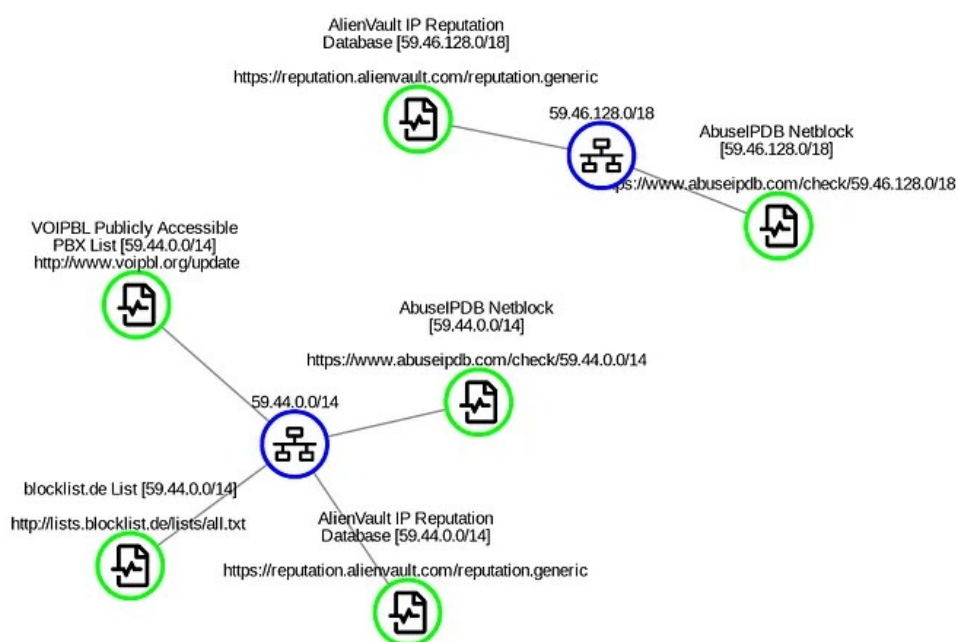 AlienVault IP Reputation
Database [59.46.128.0/18]
https://reputation.alienvault.com/reputation.generic
59.46.128.0/18
AbuseIPDB Netblock
[59.46.128.0/18]
ps://www.abuseipdb.com/check/59.46.128.0/18
VOIPBL Publicly Accessible
PBX List [59.44.0.0/14]
http://www.voipbl.org/update
AbuseIPDB Netblock
[59.44.0.0/14]
https://www.abuseipdb.com/check/59.44.0.0/14
59.44.0.0/14
blocklist.de List [59.44.0.0/14]
http://lists.blocklist.de/lists/all.txt
AlienVault IP Reputation
Database [59.44.0.0/14]
https://reputation.alienvault.com/reputation.generic